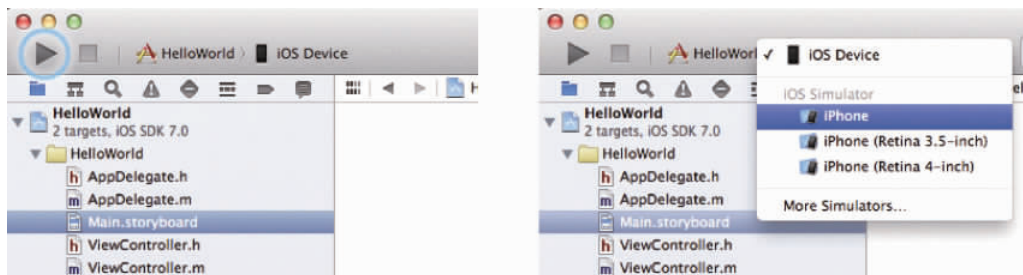 HelloWorld iOS Device
HelloWorld
2 targets, iOS SDK 7.0
HelloWorld
h AppDelegate.h
m AppDelegate.m
Main.storyboard
h ViewController.h
m ViewController.m
HelloWorl ✓ iOS Device
iOS Simulator
iPhone
iPhone (Retina 3.5-inch)
iPhone (Retina 4-inch)
More Simulators...
HelloWorld
2 targets, iOS SDK 7.0
HelloWorld
h AppDelegate.h
m AppDelegate.m
Main.storyboard
h ViewController.h
m ViewController.m